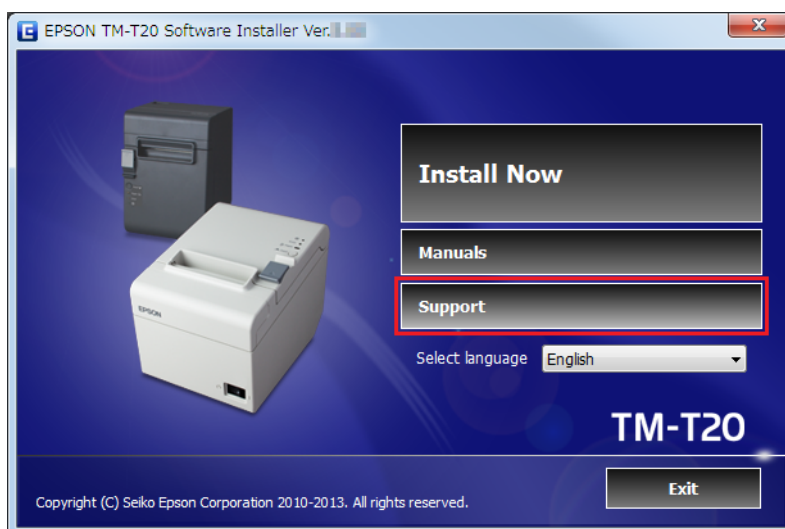 EPSON TM-T20 Software Installer Ver.
Install Now
Manuals
Support
Select language English
EPSON
TM-T20
Exit
Copyright (C) Seiko Epson Corporation 2010-2013. All rights reserved.